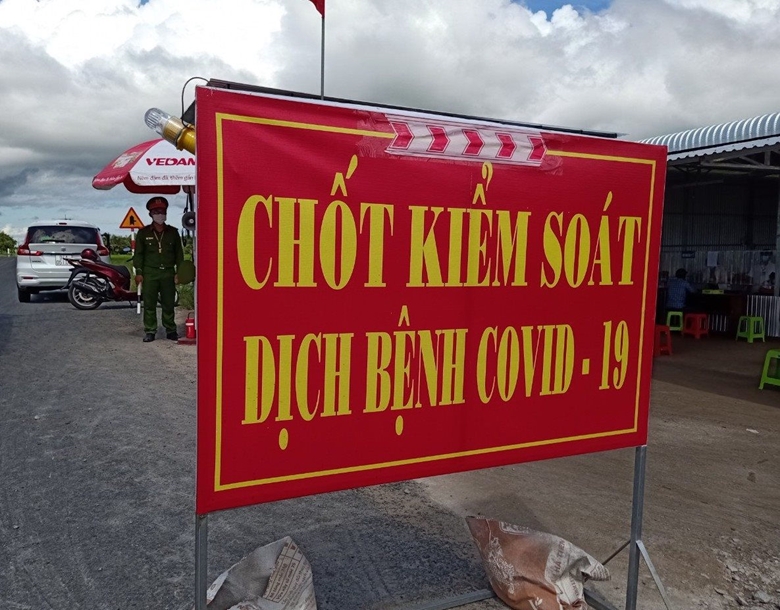 VEDAN
CHỐT KIỂM SOÁT
DỊCH BỆNH COVID - 19